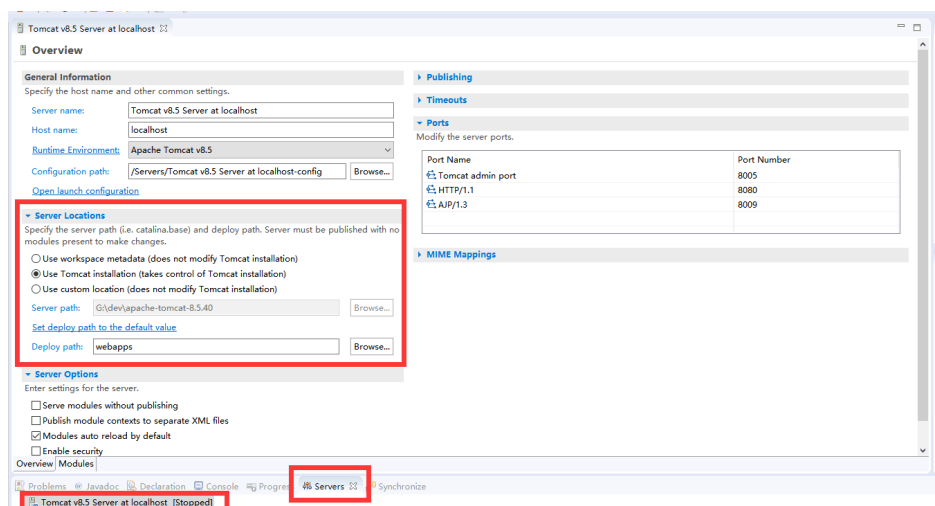 Tomcat v8.5 Server at localhost
Overview
General Information
Specify the host name and other common settings.
Server name: Tomcat v8.5 Server at localhost
Host name: localhost
Runtime Environment: Apache Tomcat v8.5
Configuration path: /Servers/Tomcat v8.5 Server at localhost-config Browse...
Open launch configuration
Server Locations
Specify the server path (i.e. catalina.base) and deploy path. Server must be published with no
modules present to make changes.
Use workspace metadata (does not modify Tomcat installation)
Use Tomcat installation (takes control of Tomcat installation)
Use custom location (does not modify Tomcat installation)
Server path: G:\dev\apache-tomcat-8.5.40 Browse...
Set deploy path to the default value
Deploy path: webapps Browse...
Server Options
Enter settings for the server.
Serve modules without publishing
Publish module contexts to separate XML files
Modules auto reload by default
Enable security
Publishing
Timeouts
Ports
Modify the server ports.
Port Name Port Number
Tomcat admin port 8005
HTTP/1.1 8080
AJP/1.3 8009
MIME Mappings
Overview Modules
Problems @ Javadoc Declaration Console Progres Servers Synchronize
Tomcat v8.5 Server at localhost [Stopped]